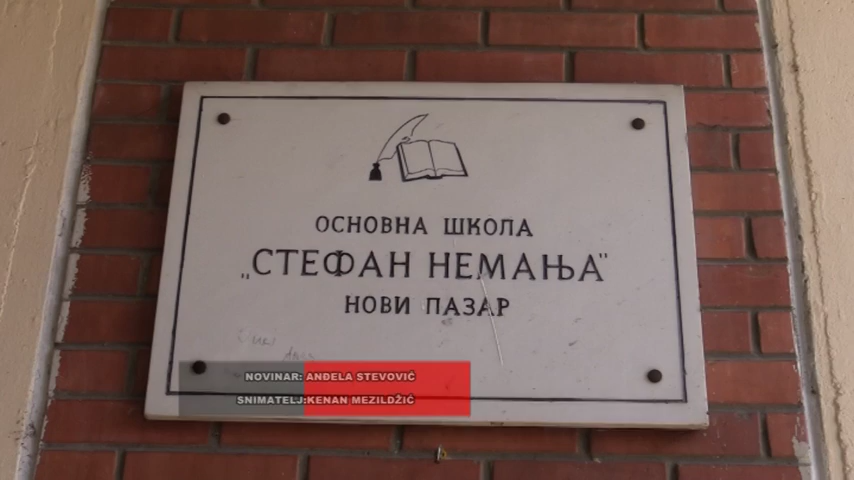 ОСНОВНА ШКОЛА
„СТЕФАН НЕМАЊА"
НОВИ ПАЗАР
NOVINAR: ANĐELA STEVOVIĆ
SNIMATELJ:KENAN MEZILDŽIĆ